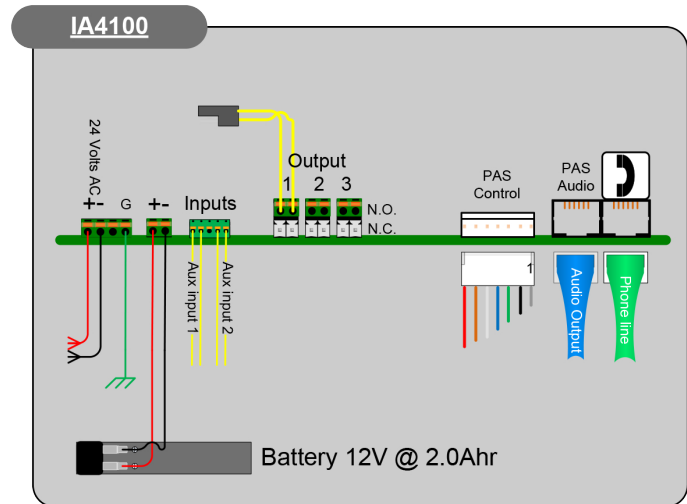 IA4100
24 Volts AC
+- G
+-
Inputs
Output
1 2 3
N.O.
N.C.
PAS
Control
PAS
Audio
Aux input 1
Aux input 2
1
Audio Output
Phone line
Battery 12V @ 2.0Ahr